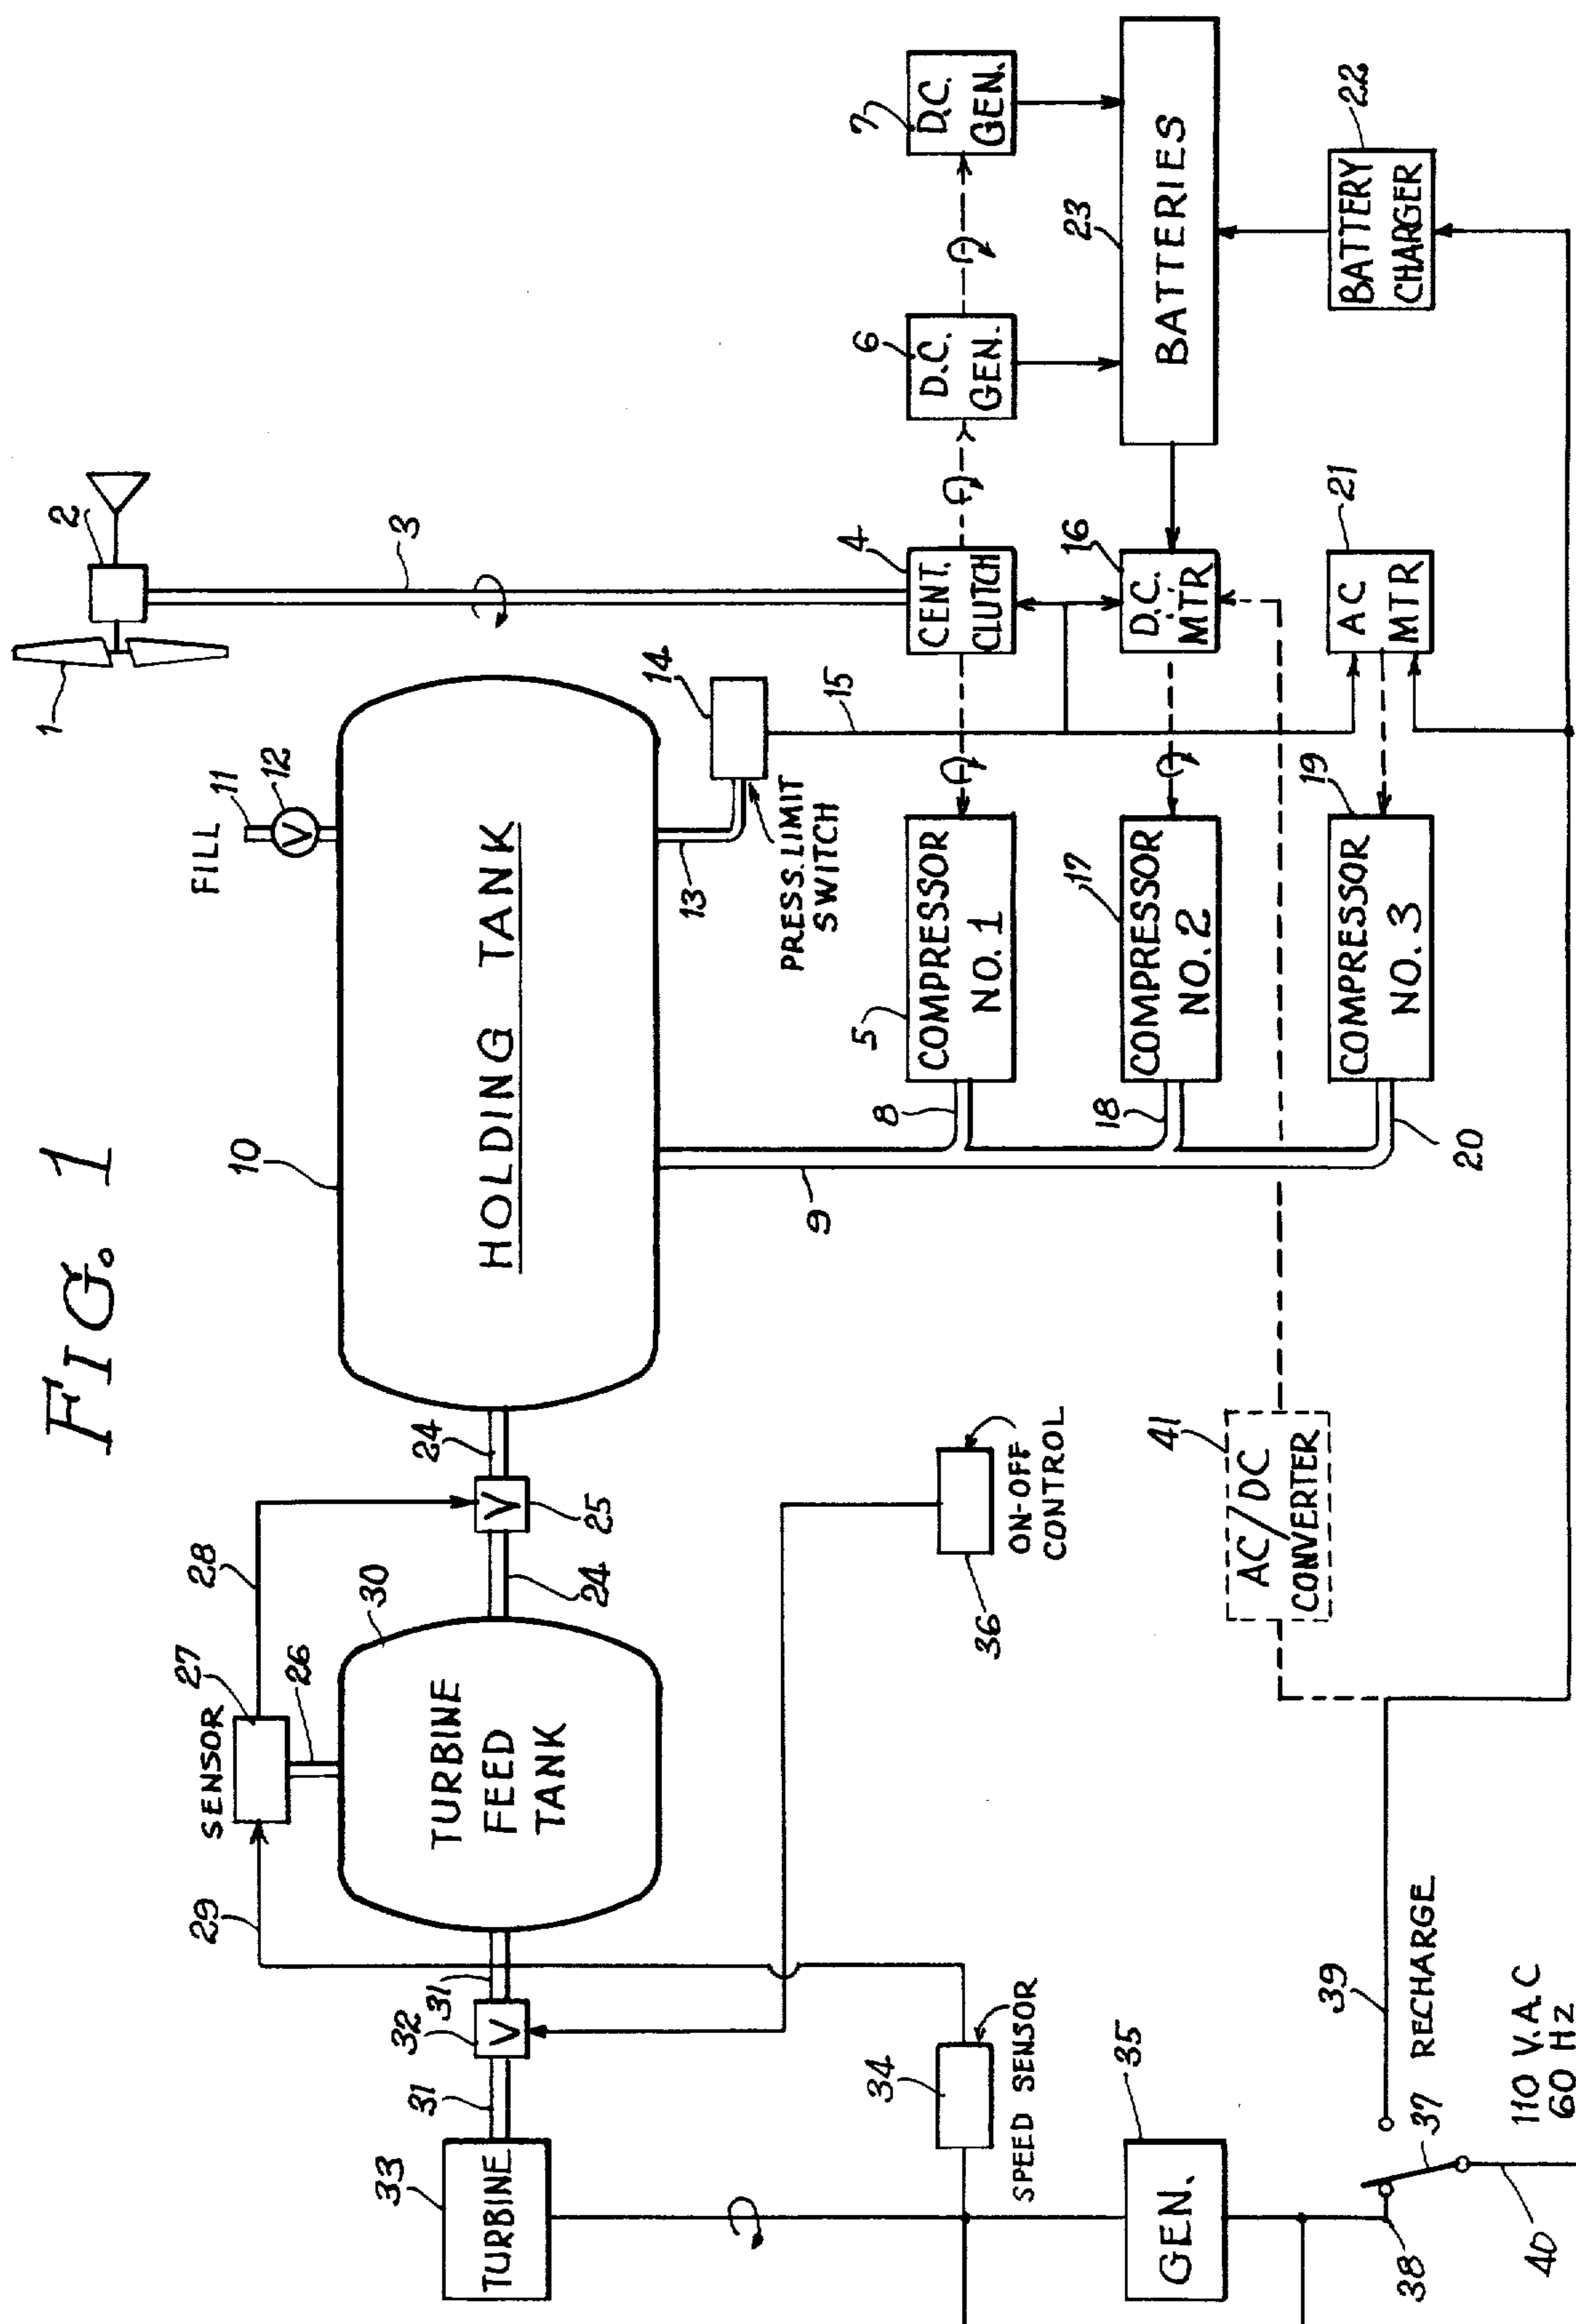 FIG. 1
1
2
3
FILL
11
12
10
HOLDING TANK
13
14
PRESS. LIMIT
SWITCH
15
4
CENT.
CLUTCH
6
D.C.
GEN.
7
D.C.
GEN.
23
BATTERIES
22
BATTERY
CHARGER
16
D.C.
MTR
21
AC
MTR
5
COMPRESSOR
NO. 1
17
COMPRESSOR
NO. 2
19
COMPRESSOR
NO. 3
8
18
20
9
24
V
25
24
28
27
SENSOR
26
29
30
TURBINE
FEED
TANK
31
32
V
31
33
TURBINE
34
SPEED SENSOR
35
GEN.
36
ON-OFF
CONTROL
41
AC/DC
CONVERTER
39
RECHARGE
37
38
40
110 V.A.C
60 Hz
V